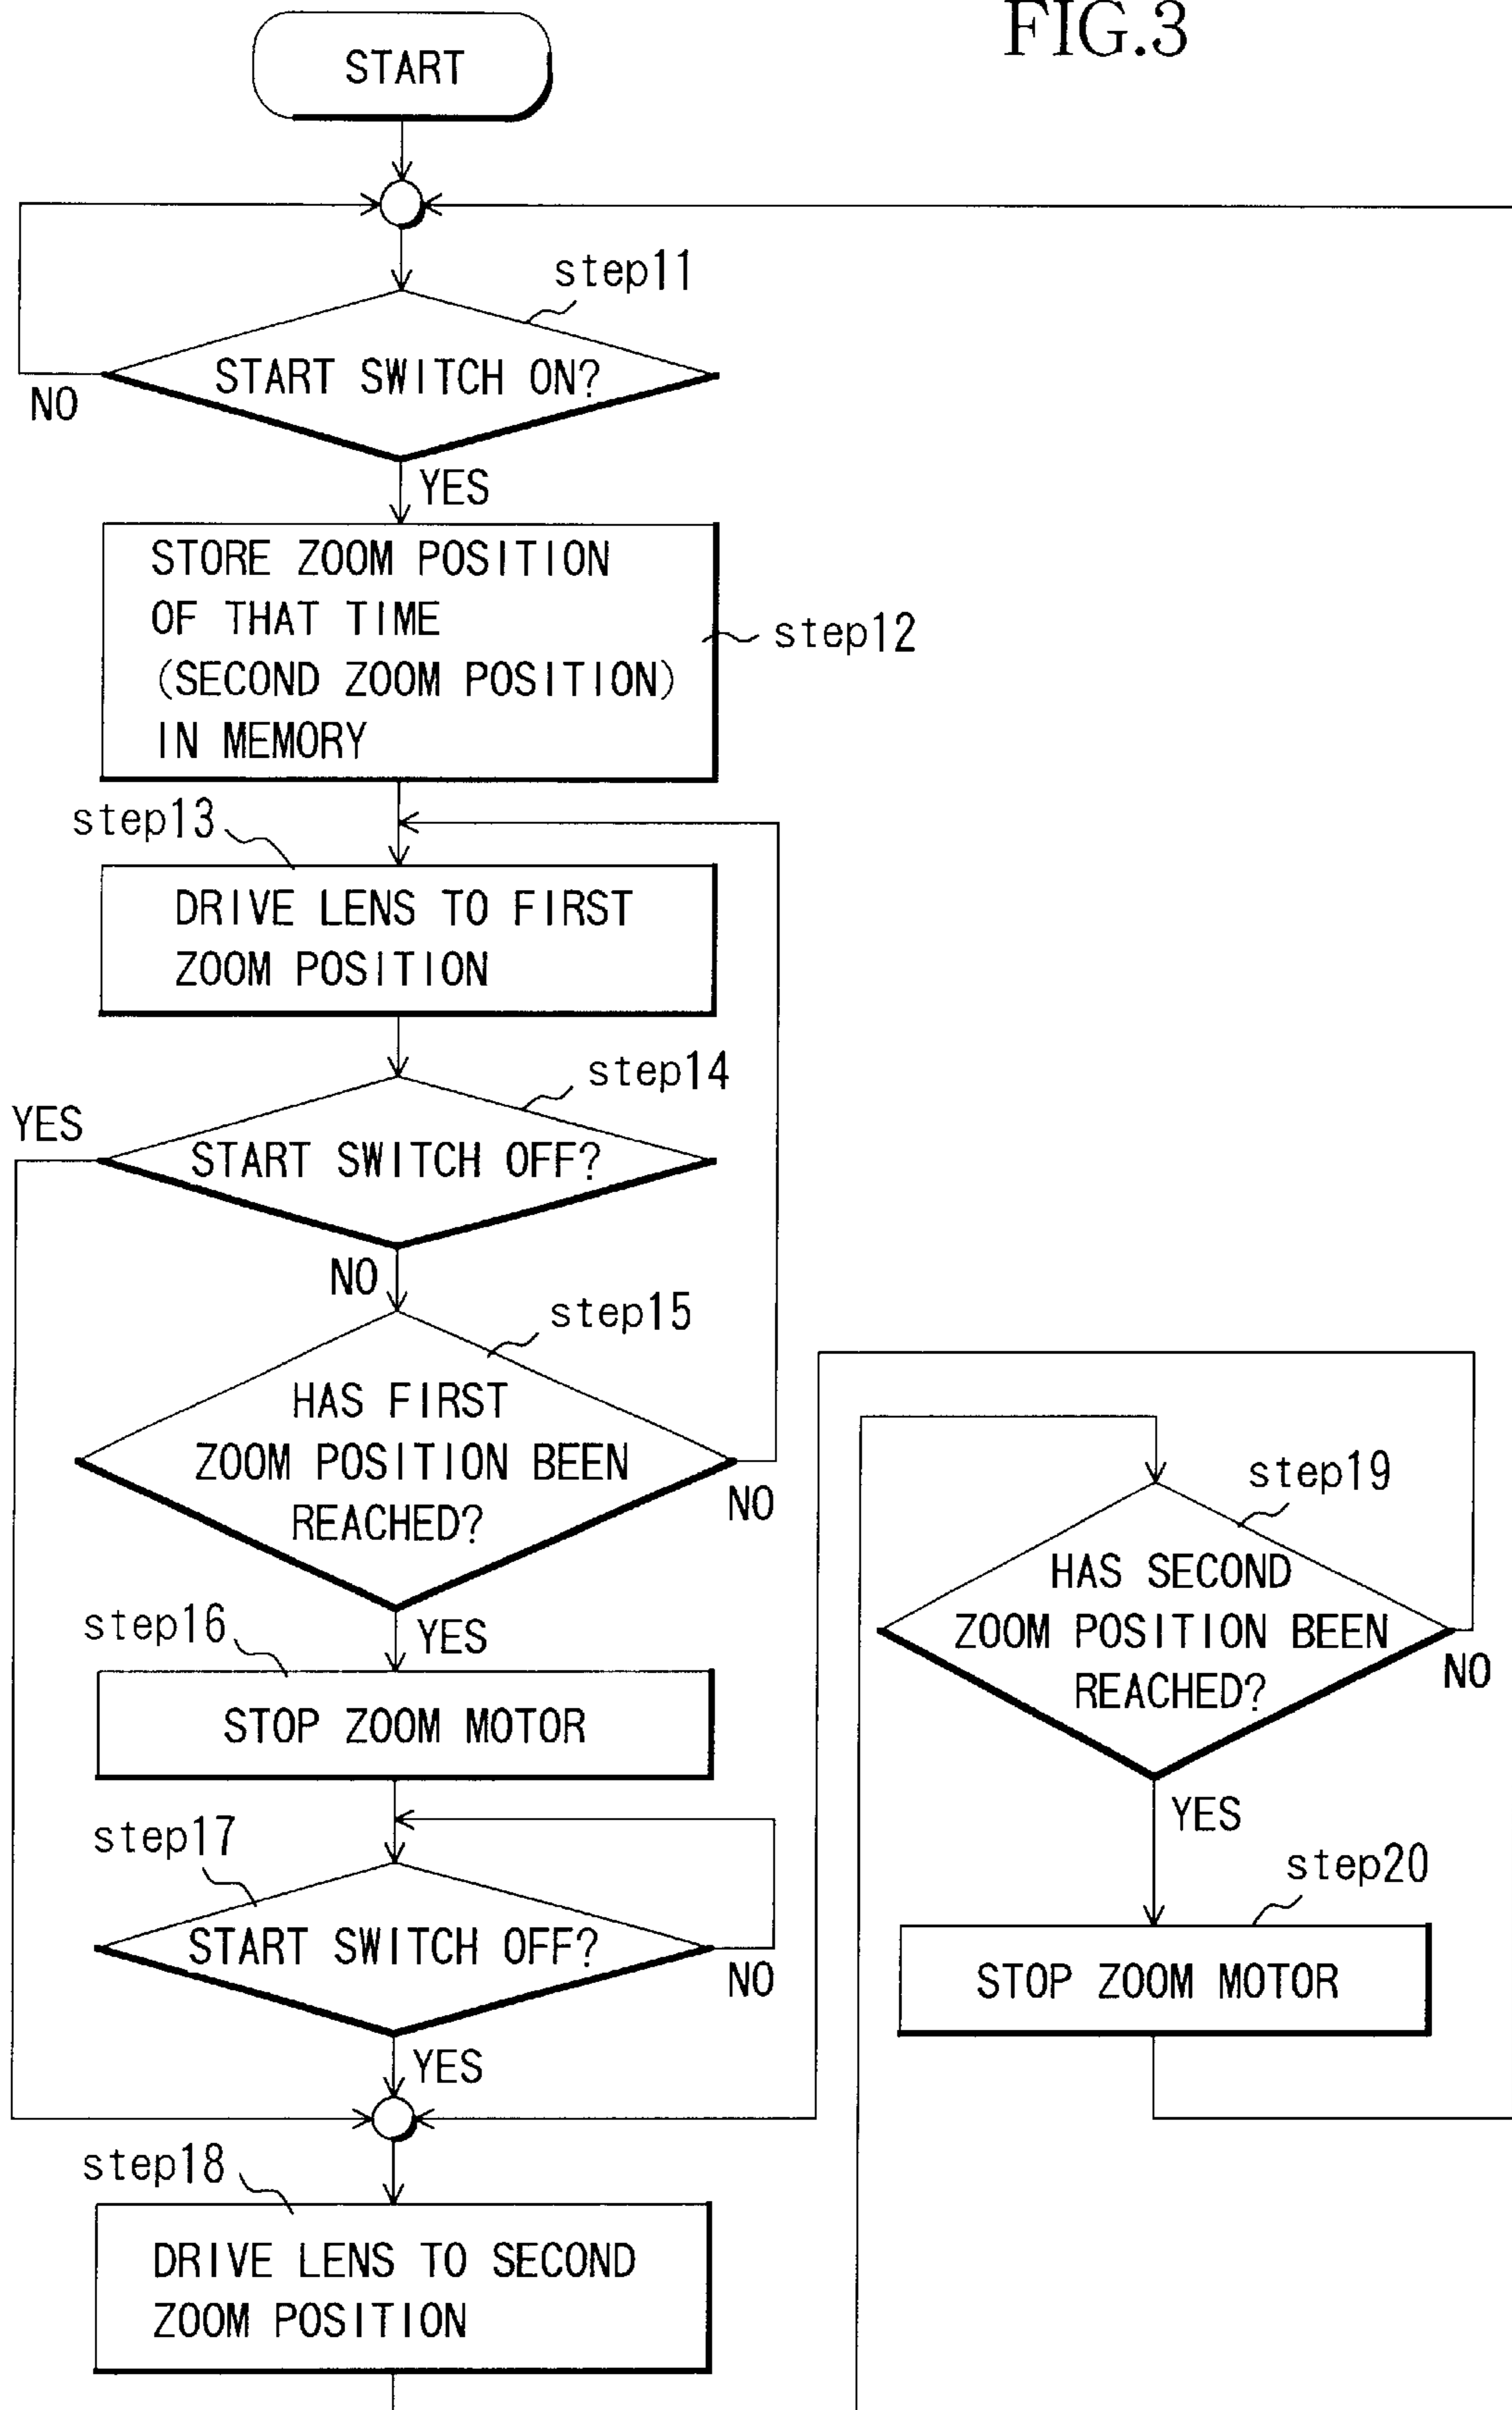 FIG.3
START
step11
START SWITCH ON?
NO
YES
STORE ZOOM POSITION
OF THAT TIME
(SECOND ZOOM POSITION)
IN MEMORY
step12
step13
DRIVE LENS TO FIRST
ZOOM POSITION
step14
YES
START SWITCH OFF?
NO
step15
HAS FIRST
ZOOM POSITION BEEN
REACHED?
NO
YES
step16
STOP ZOOM MOTOR
step17
START SWITCH OFF?
NO
YES
step18
DRIVE LENS TO SECOND
ZOOM POSITION
step19
HAS SECOND
ZOOM POSITION BEEN
REACHED?
NO
YES
step20
STOP ZOOM MOTOR